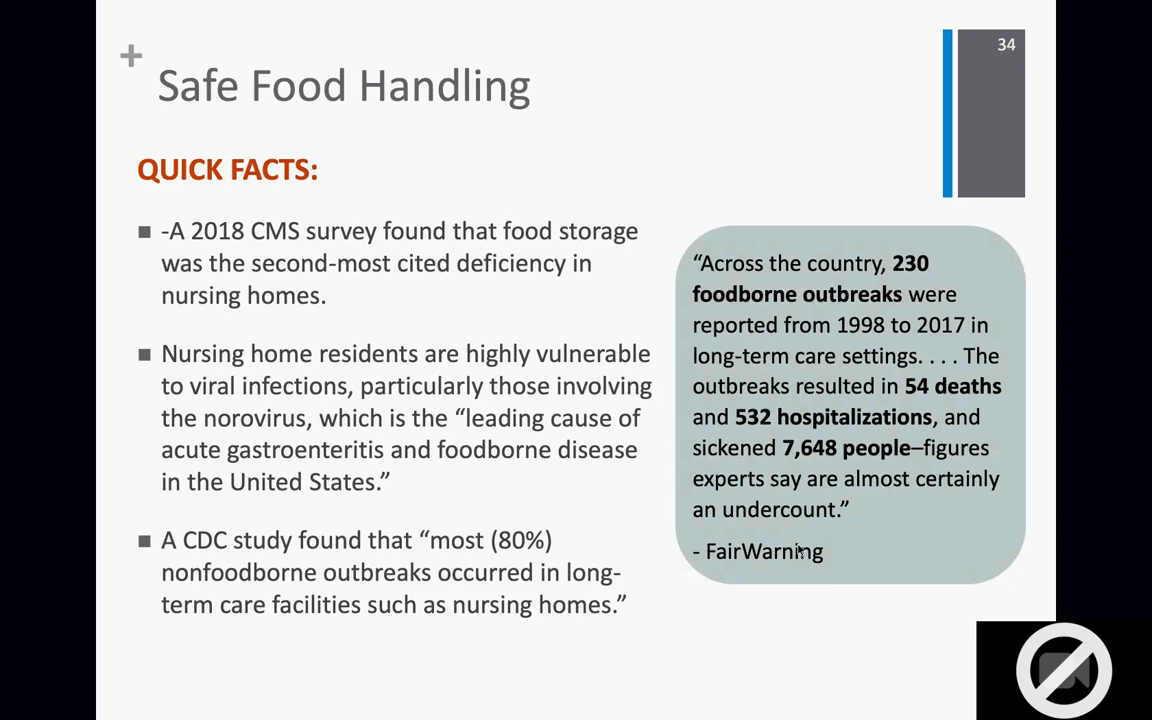 34
+
Safe Food Handling
QUICK FACTS:
■ -A 2018 CMS survey found that food storage
was the second-most cited deficiency in
nursing homes.
■ Nursing home residents are highly vulnerable
to viral infections, particularly those involving
the norovirus, which is the “leading cause of
acute gastroenteritis and foodborne disease
in the United States.”
■ A CDC study found that “most (80%)
nonfoodborne outbreaks occurred in long-
term care facilities such as nursing homes.”
“Across the country, 230
foodborne outbreaks were
reported from 1998 to 2017 in
long-term care settings. . . . The
outbreaks resulted in 54 deaths
and 532 hospitalizations, and
sickened 7,648 people–figures
experts say are almost certainly
an undercount.”
- FairWarning